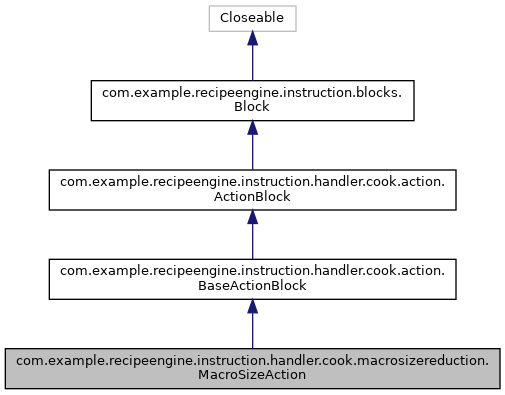 Closeable
com.example.recipeengine.instruction.blocks.
Block
com.example.recipeengine.instruction.handler.cook.action.
ActionBlock
com.example.recipeengine.instruction.handler.cook.action.
BaseActionBlock
com.example.recipeengine.instruction.handler.cook.macrosizereduction.
MacroSizeAction